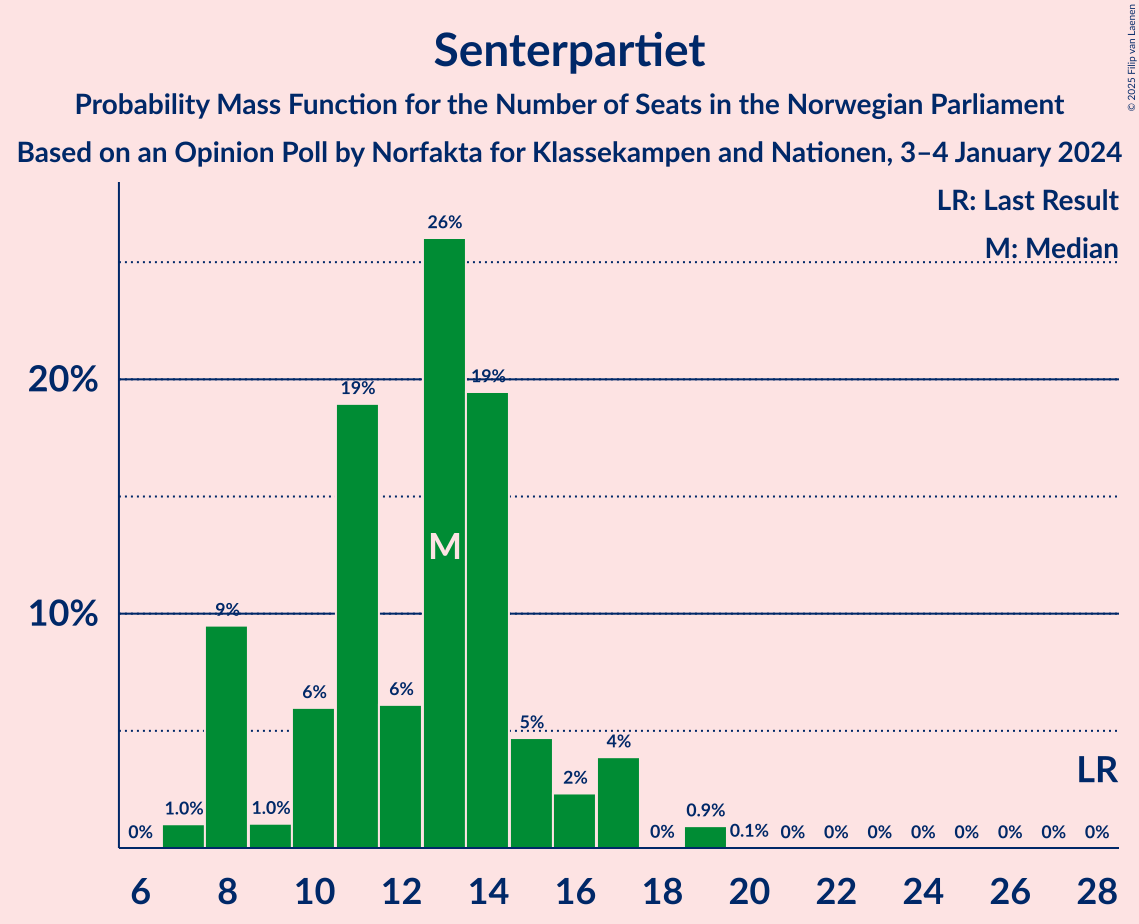 Senterpartiet
Probability Mass Function for the Number of Seats in the Norwegian Parliament
Based on an Opinion Poll by Norfakta for Klassekampen and Nationen, 3–4 January 2024
© 2025 Filip van Laenen
LR: Last Result
M: Median
20%
10%
0%
1.0%
9%
1.0%
6%
19%
6%
26%
19%
5%
2%
4%
0%
0.9%
0.1%
0%
0%
0%
0%
0%
0%
0%
0%
M
LR
6 8 10 12 14 16 18 20 22 24 26 28